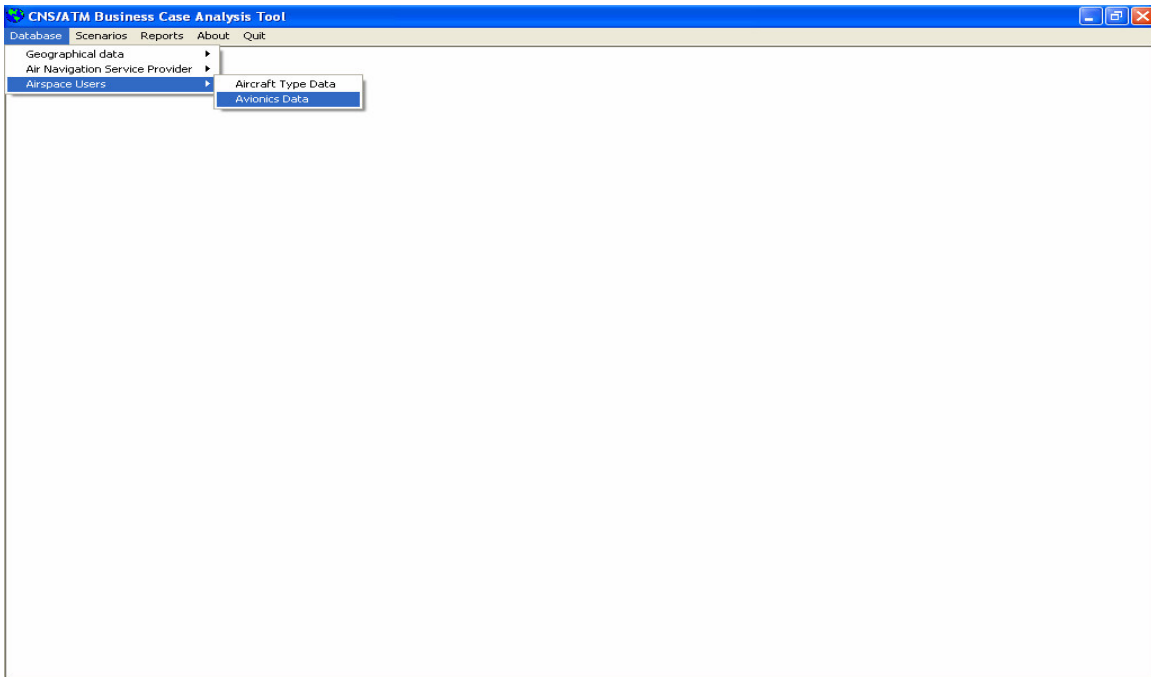 CNS/ATM Business Case Analysis Tool
Database Scenarios Reports About Quit
Geographical data
Air Navigation Service Provider
Airspace Users
Aircraft Type Data
Avionics Data